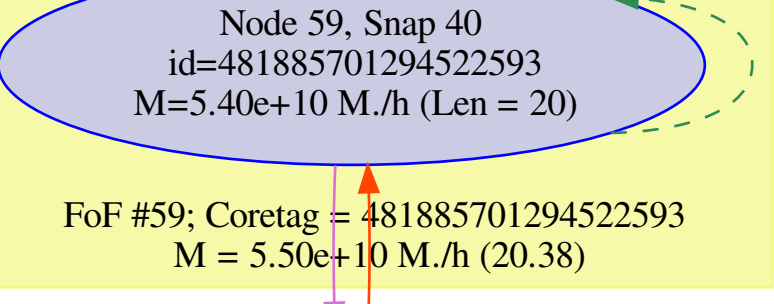 Node 59, Snap 40
id=481885701294522593
M=5.40e+10 M./h (Len = 20)
FoF #59; Coretag = 481885701294522593
M = 5.50e+10 M./h (20.38)